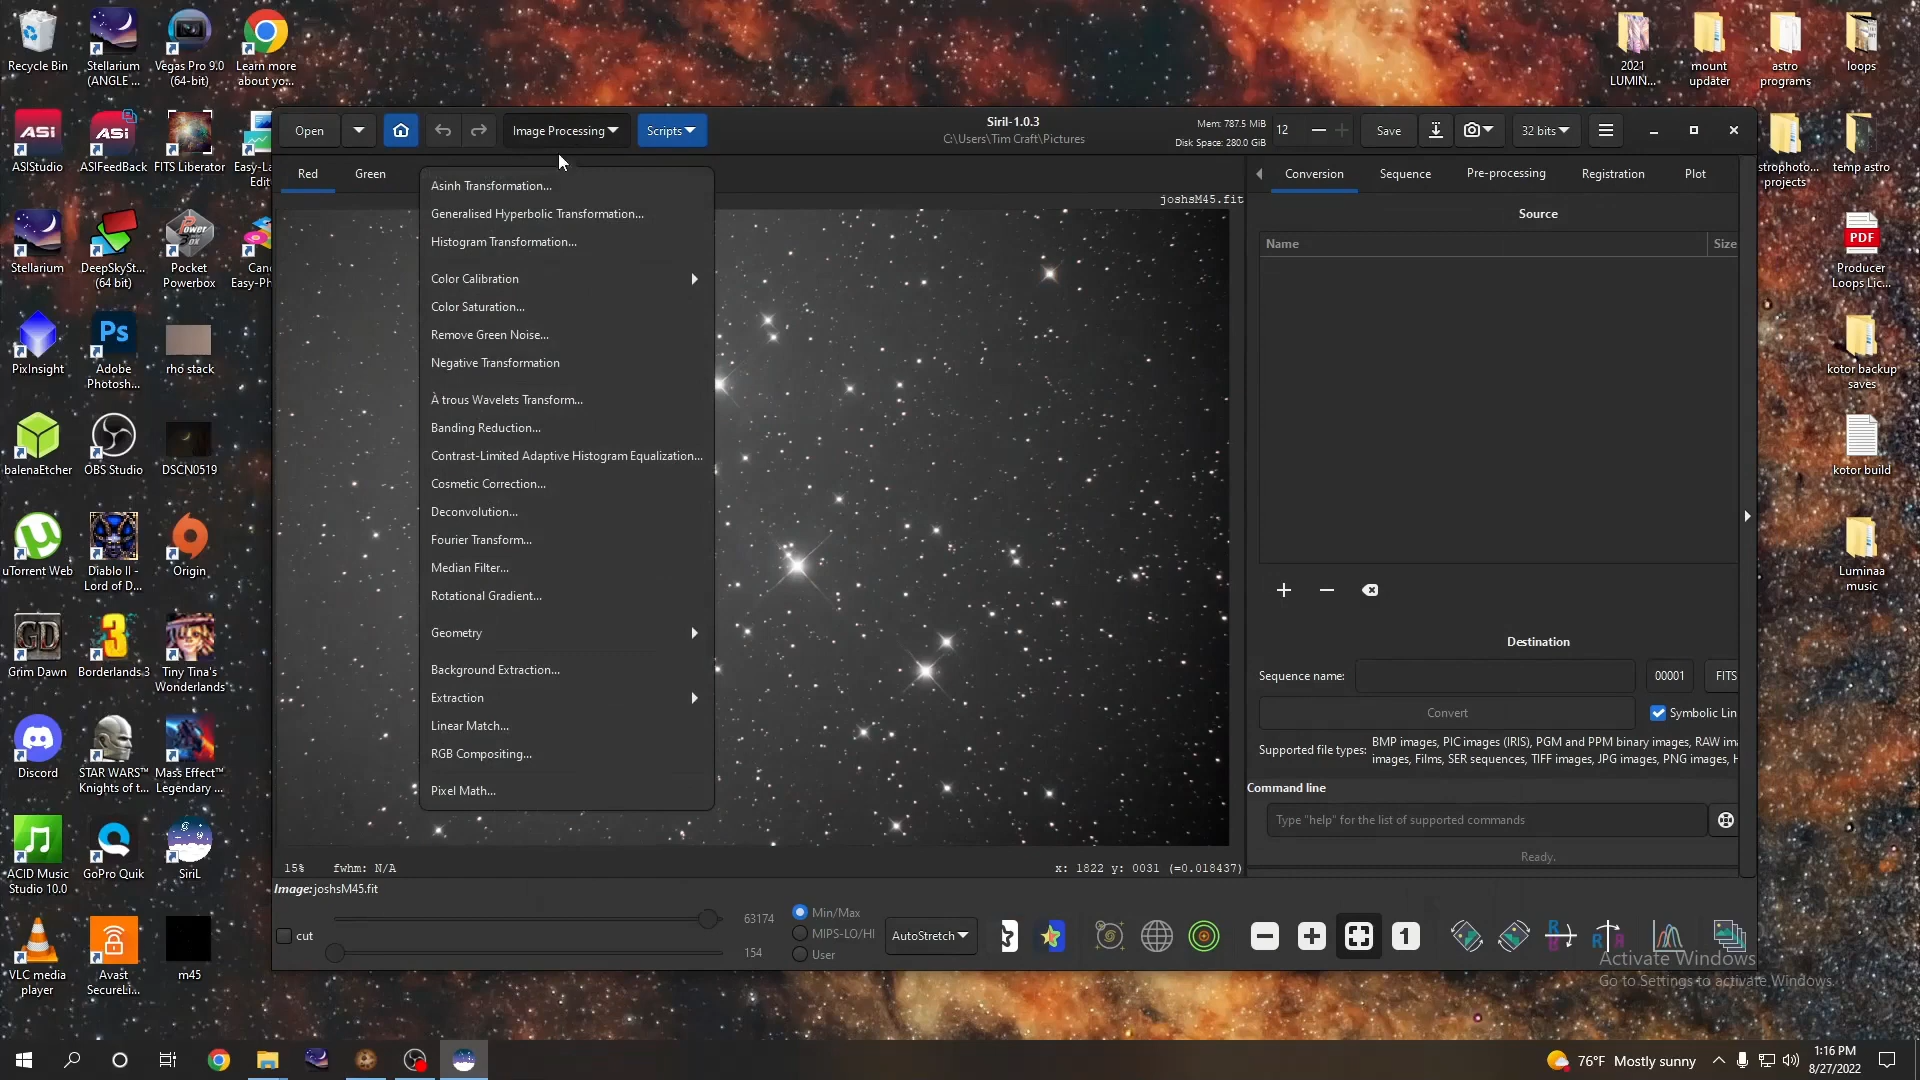 Recycle Bin
Stellarium
(ANGLE ...
Vegas Pro 9.0
(64-bit)
Learn more
about yo...
2021
LUMIN...
mount
updater
astro
programs
loops
ASiStudio
ASIFeedBack
FITS Liberator
Easy-La
Edit
strophoto...
projects
temp astro
Stellarium
DeepSkySt...
(64 bit)
Pocket
Powerbox
Cano
Easy-Ph
PDF
Producer
Loops Lic...
PixInsight
Adobe
Photosh...
rho stack
kotor backup
saves
balenaEtcher
OBS Studio
DSCN0519
kotor build
uTorrent Web
Diablo II -
Lord of D...
Origin
Luminaa
music
Grim Dawn
Borderlands 3
Tiny Tina's
Wonderlands
Discord
STAR WARS™
Knights of t...
Mass Effect™
Legendary ...
ACID Music
Studio 10.0
GoPro Quik
SiriL
VLC media
player
Avast
SecureLi...
m45
Open
Image Processing
Scripts
Siril-1.0.3
C:\Users\Tim Craft\Pictures
Mem: 787.5 MiB
Disk Space: 280.0 GiB
12
Save
32 bits
Red
Green
joshsM45.fit
Asinh Transformation...
Generalised Hyperbolic Transformation...
Histogram Transformation...
Color Calibration
Color Saturation...
Remove Green Noise...
Negative Transformation
À trous Wavelets Transform...
Banding Reduction...
Contrast-Limited Adaptive Histogram Equalization...
Cosmetic Correction...
Deconvolution...
Fourier Transform...
Median Filter...
Rotational Gradient...
Geometry
Background Extraction...
Extraction
Linear Match...
RGB Compositing...
Pixel Math...
Conversion
Sequence
Pre-processing
Registration
Plot
Source
Name
Size
Destination
Sequence name:
00001
FITS
Convert
Symbolic Lin
Supported file types:
BMP images, PIC images (IRIS), PGM and PPM binary images, RAW ima
images, Films, SER sequences, TIFF images, JPG images, PNG images, H
Command line
Type "help" for the list of supported commands
Ready.
15%
fwhm: N/A
x: 1822 y: 0031 (=0.018437)
Image: joshsM45.fit
cut
63174
154
Min/Max
MIPS-LO/HI
User
AutoStretch
Activate Windows
Go to Settings to activate Windows.
76°F Mostly sunny
1:16 PM
8/27/2022